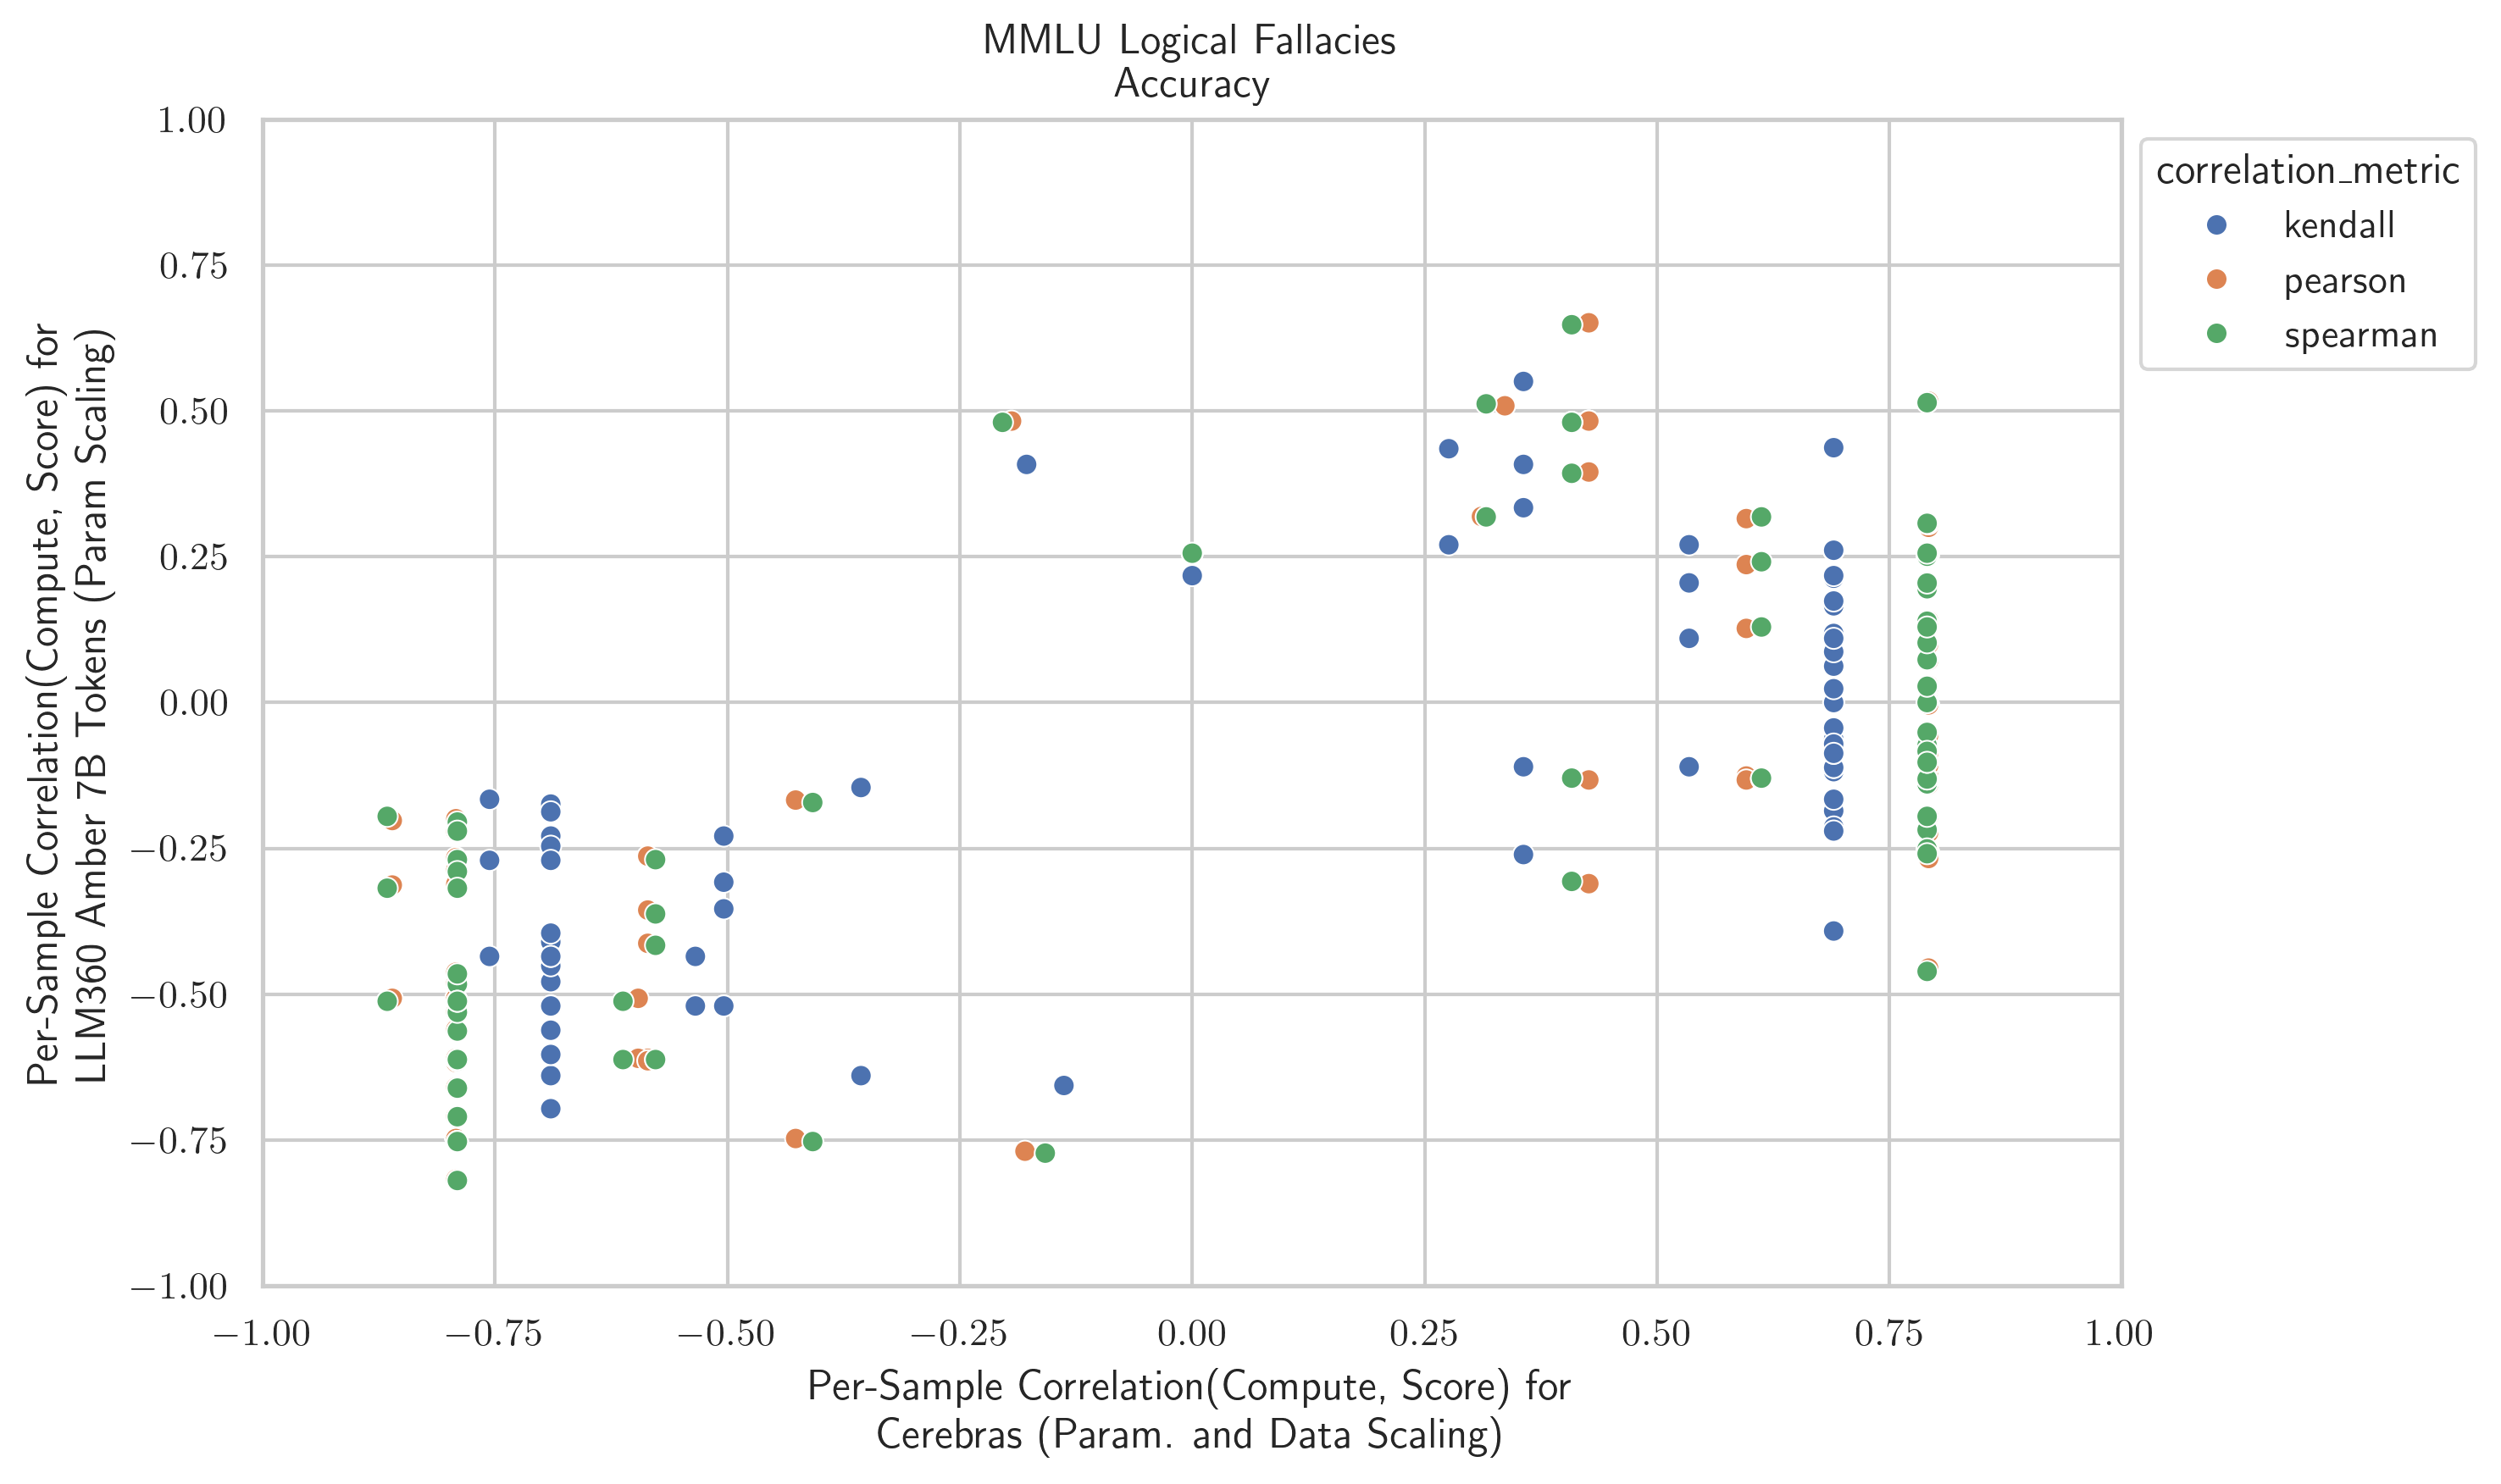 MMLU Logical Fallacies
Accuracy
1.00
0.75
0.50
0.25
0.00
−0.25
−0.50
−0.75
−1.00
Per-Sample Correlation(Compute, Score) for
LLM360 Amber 7B Tokens (Param Scaling)
correlation_metric
kendall
pearson
spearman
−1.00 −0.75 −0.50 −0.25 0.00 0.25 0.50 0.75 1.00
Per-Sample Correlation(Compute, Score) for
Cerebras (Param. and Data Scaling)